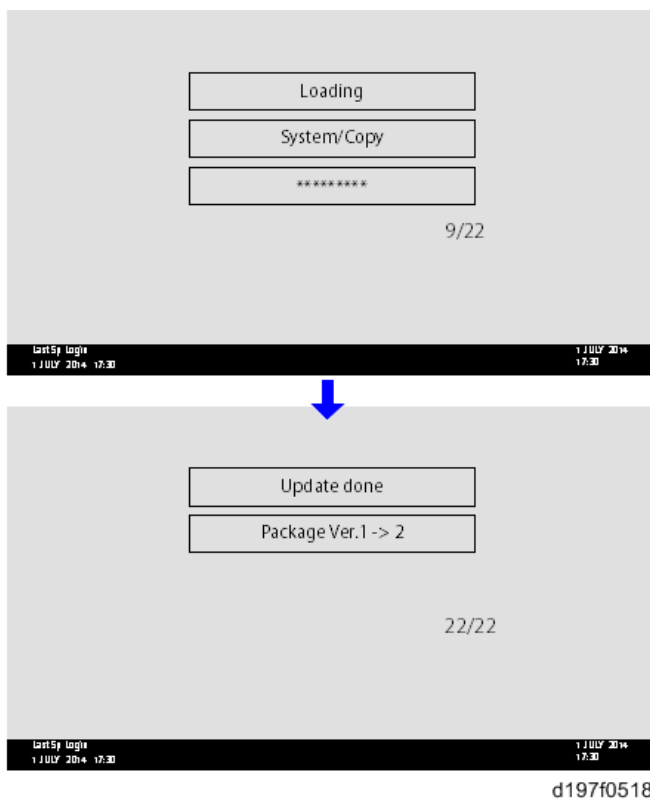 Loading
System/Copy
*********
9/22
Last Sp Login
1 JULY 2014 17:30
1 JULY 2014
17:30
Update done
Package Ver.1 -> 2
22/22
Last Sp Login
1 JULY 2014 17:30
1 JULY 2014
17:30
d197f0518